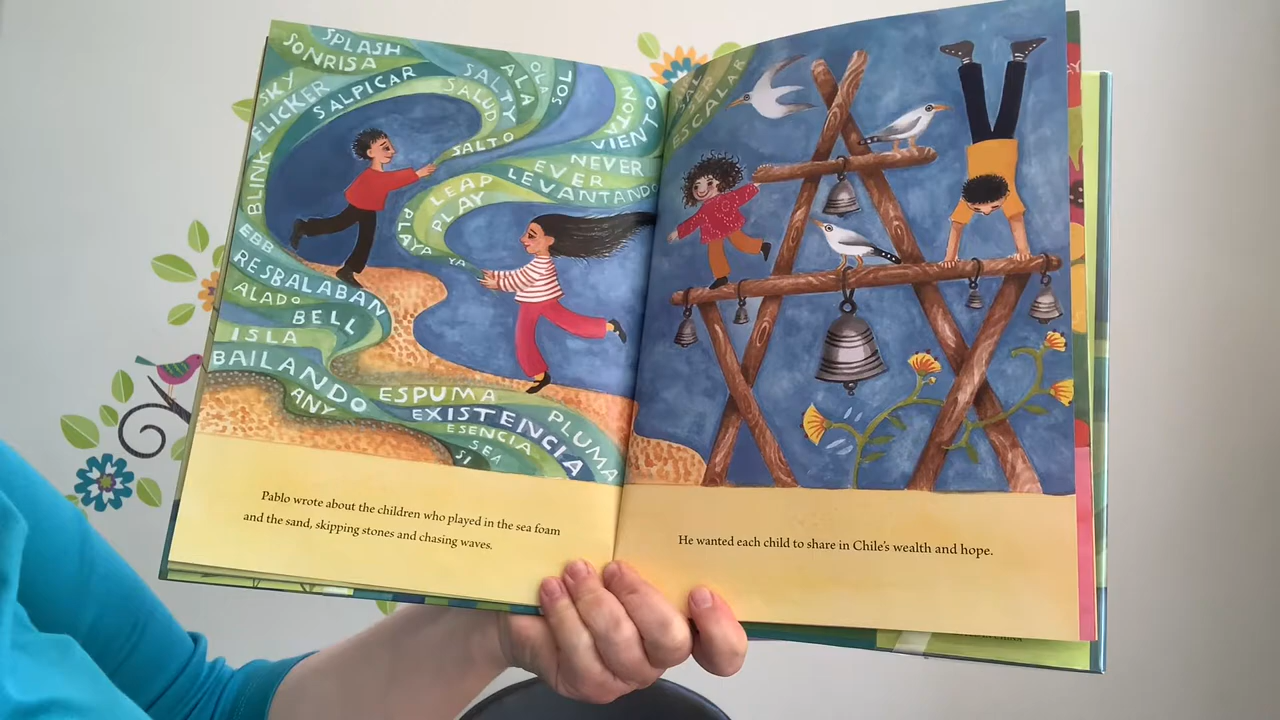 SPLASH
SONRISA
SKY
FLICKER
SALPICAR
BLINK
SALTY
SALUD
SALTO
ALA
OLA
SOL
NOTA
VIENTO
NEVER
EVER
LEVANTANDO
LEAP
PLAY
PLAYA
YA
EBB
RESBALABAN
ALADO
BELL
ISLA
BAILANDO
ANY
ESPUMA
EXISTENCIA
ESENCIA
SEA
SI
PLUMA
ESCALAR
Pablo wrote about the children who played in the sea foam
and the sand, skipping stones and chasing waves.
He wanted each child to share in Chile's wealth and hope.